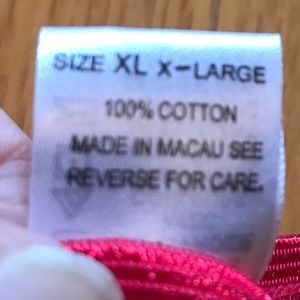 SIZE XL X-LARGE
100% COTTON
MADE IN MACAU SEE
REVERSE FOR CARE.